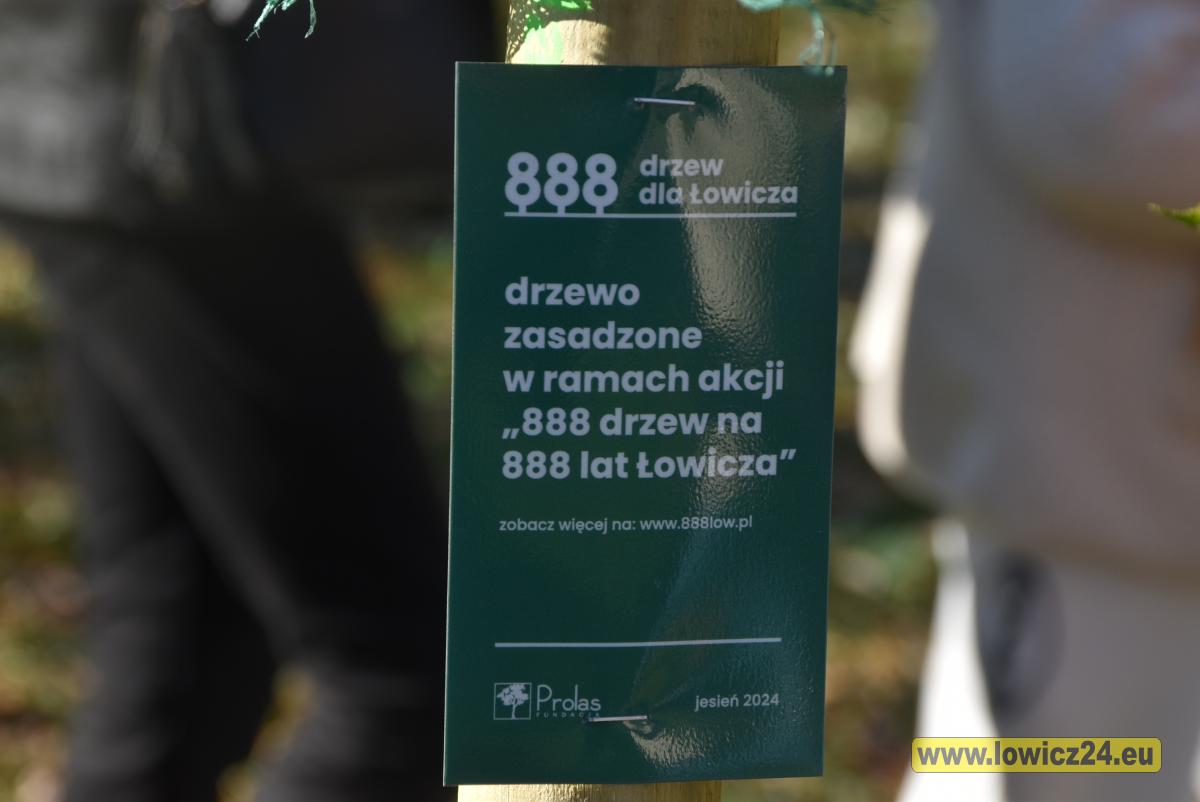 888 drzew
dla Łowicza
drzewo
zasadzone
w ramach akcji
„888 drzew na
888 lat Łowicza”
zobacz więcej na: www.888low.pl
Prolas
FUNDACJA
jesień 2024
www.lowicz24.eu